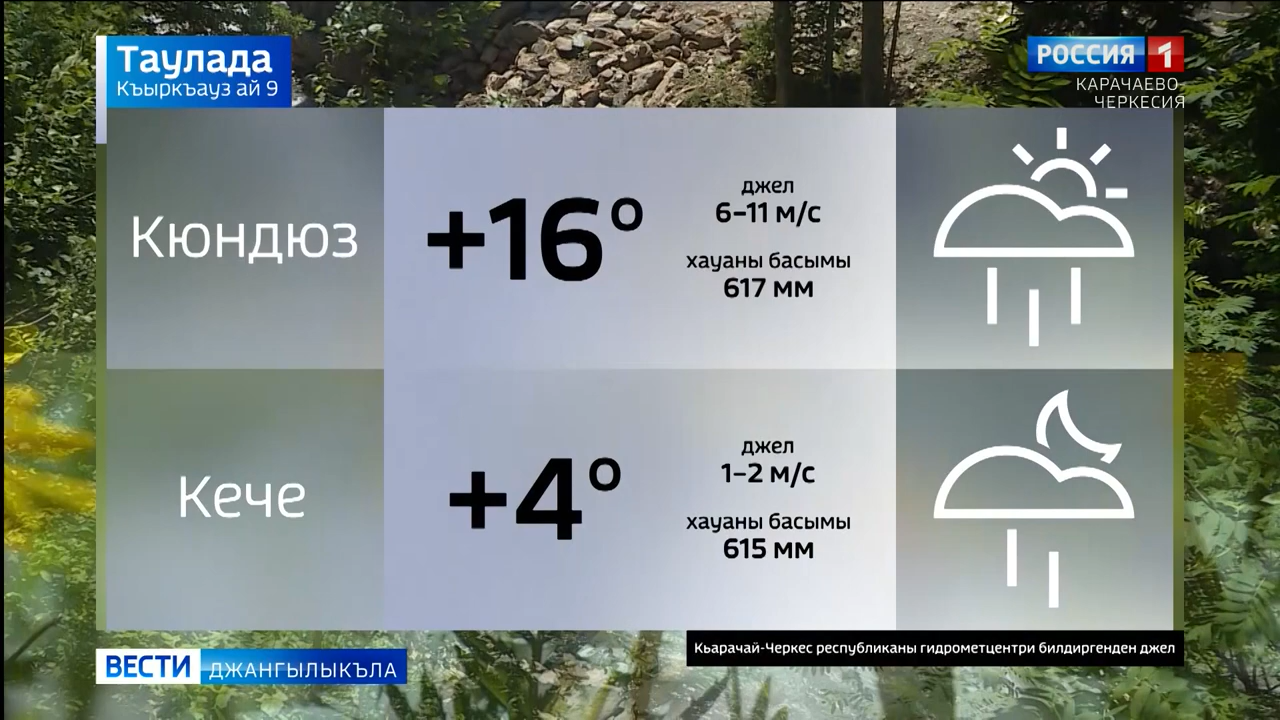 Таулада
Къыркъауз ай 9
РОССИЯ 1
КАРАЧАЕВО-
ЧЕРКЕСИЯ
Кюндюз
+16°
джел
6-11 м/с
хауаны басымы
617 мм
Кече
+4°
джел
1-2 м/с
хауаны басымы
615 мм
Кьарачай-Черкес республиканы гидрометцентри билдиргенден джел
ВЕСТИ ДЖАНГЫЛЫКЪЛА